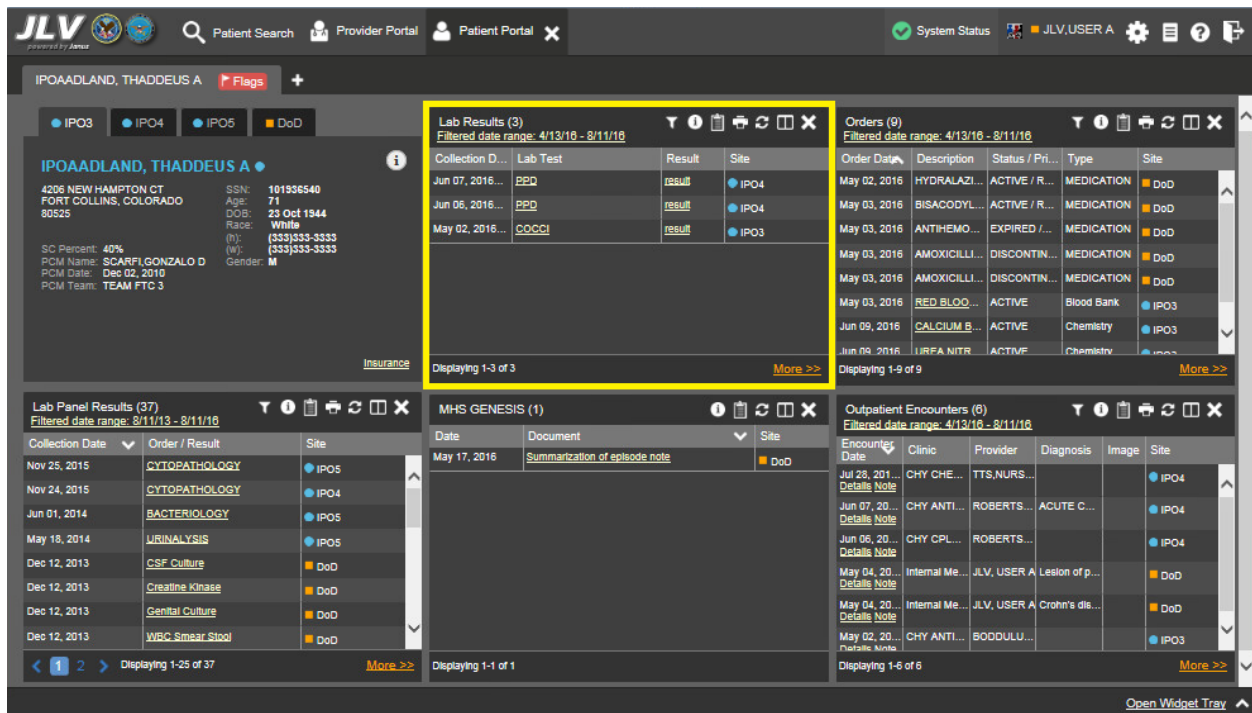 JLV Patient Search Provider Portal Patient Portal System Status JLV,USER A
powered by Janus
IPOAADLAND, THADDEUS A Flags
IPO3 IPO4 IPO5 DoD
IPOAADLAND, THADDEUS A
4206 NEW HAMPTON CT SSN: 101936540
FORT COLLINS, COLORADO Age: 71
80525 DOB: 23 Oct 1944
Race: White
(h): (333)333-3333
SC Percent: 40% (w): (333)333-3333
PCM Name: SCARFI,GONZALO D Gender: M
PCM Date: Dec 02, 2010
PCM Team: TEAM FTC 3
Insurance
Lab Results (3)
Filtered date range: 4/13/16 - 8/11/16
Collection D... Lab Test Result Site
Jun 07, 2016... PPD result IPO4
Jun 06, 2016... PPD result IPO4
May 02, 2016... COCCI result IPO3
Displaying 1-3 of 3 More >>
Orders (9)
Filtered date range: 4/13/16 - 8/11/16
Order Date Description Status / Pri... Type Site
May 02, 2016 HYDRALAZI... ACTIVE / R... MEDICATION DoD
May 03, 2016 BISACODYL... ACTIVE / R... MEDICATION DoD
May 03, 2016 ANTIHEMO... EXPIRED /... MEDICATION DoD
May 03, 2016 AMOXICILLI... DISCONTIN... MEDICATION DoD
May 03, 2016 AMOXICILLI... DISCONTIN... MEDICATION DoD
May 03, 2016 RED BLOO... ACTIVE Blood Bank IPO3
Jun 09, 2016 CALCIUM B... ACTIVE Chemistry IPO3
Jun 09, 2016 UREA NITR ACTIVE Chemistry IPO3
Displaying 1-9 of 9 More >>
Lab Panel Results (37)
Filtered date range: 8/11/13 - 8/11/16
Collection Date Order / Result Site
Nov 25, 2015 CYTOPATHOLOGY IPO5
Nov 24, 2015 CYTOPATHOLOGY IPO4
Jun 01, 2014 BACTERIOLOGY IPO5
May 18, 2014 URINALYSIS IPO5
Dec 12, 2013 CSF Culture DoD
Dec 12, 2013 Creatine Kinase DoD
Dec 12, 2013 Genital Culture DoD
Dec 12, 2013 WBC Smear Stool DoD
1 2 Displaying 1-25 of 37 More >>
MHS GENESIS (1)
Date Document Site
May 17, 2016 Summarization of episode note DoD
Displaying 1-1 of 1
Outpatient Encounters (6)
Filtered date range: 4/13/16 - 8/11/16
Encounter Date Clinic Provider Diagnosis Image Site
Jul 28, 201... CHY CHE... TTS,NURS... IPO4
Details Note
Jun 07, 20... CHY ANTI... ROBERTS... ACUTE C... IPO4
Details Note
Jun 06, 20... CHY CPL... ROBERTS... IPO4
Details Note
May 04, 20... Internal Me... JLV, USER A Lesion of p... DoD
Details Note
May 04, 20... Internal Me... JLV, USER A Crohn's dis... DoD
Details Note
May 02, 20... CHY ANTI... BODDULU... IPO3
Details Note
Displaying 1-6 of 6 More >>
Open Widget Tray